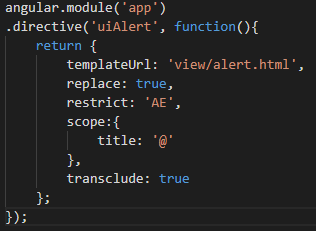 angular.module('app')
.directive('uiAlert', function(){
    return {
        templateUrl: 'view/alert.html',
        replace: true,
        restrict: 'AE',
        scope:{
            title: '@'
        },
        transclude: true
    };
});